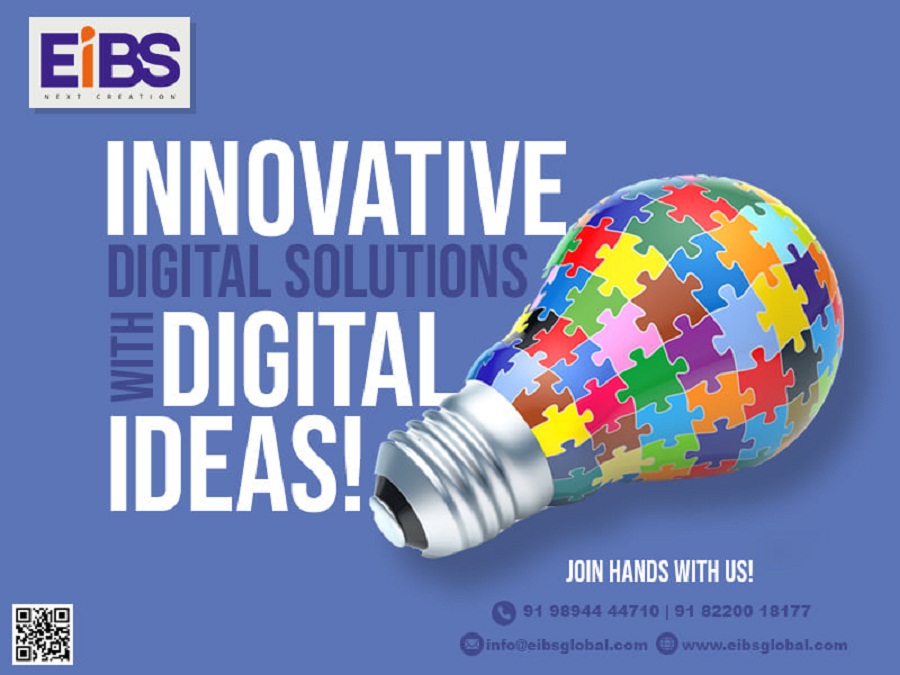 EiBS
NEXT CREATION
INNOVATIVE
DIGITAL SOLUTIONS
WITH DIGITAL
IDEAS!
JOIN HANDS WITH US!
91 98944 44710 | 91 82200 18177
info@eibsglobal.com www.eibsglobal.com